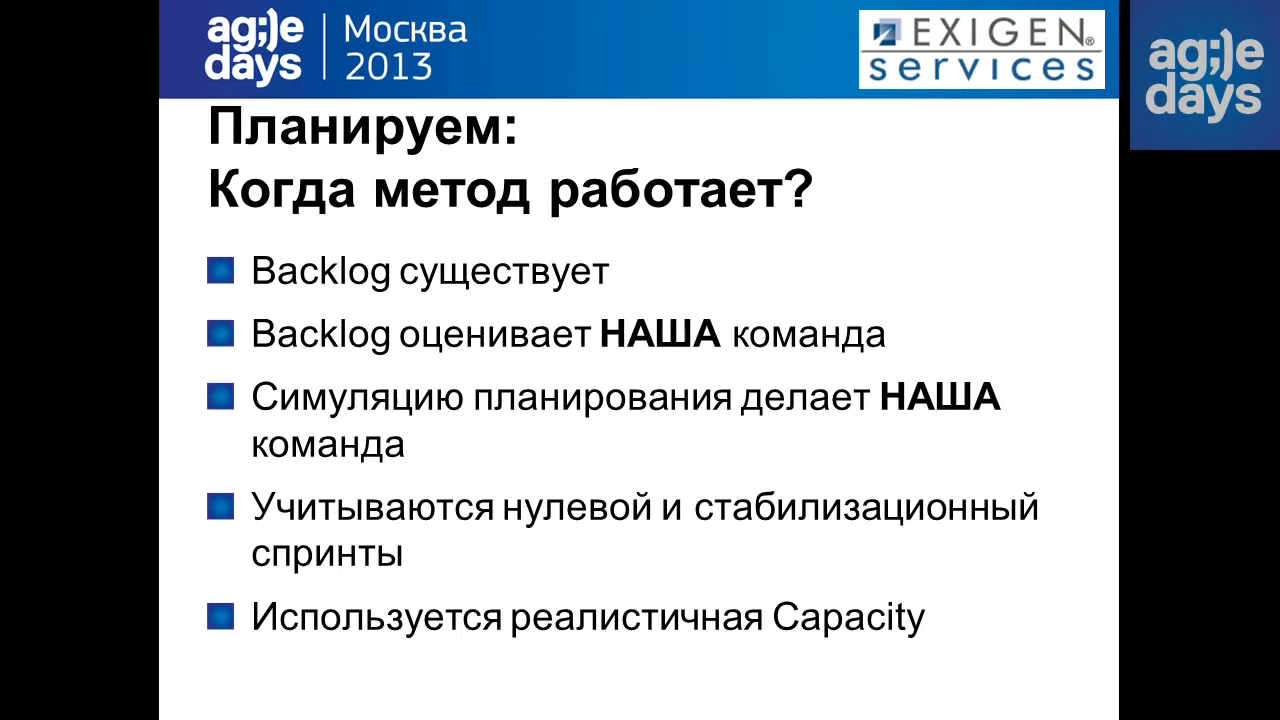 ag;)e days
Москва
2013
EXIGEN®
services
ag;)e
days
Планируем:
Когда метод работает?
Backlog существует
Backlog оценивает НАША команда
Симуляцию планирования делает НАША
команда
Учитываются нулевой и стабилизационный
спринты
Используется реалистичная Capacity